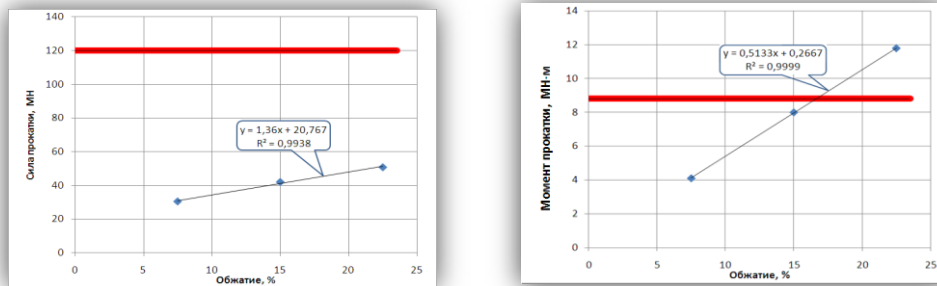 140
120
100
80
60
40
20
0
Сила прокатки, МН
y = 1,36x + 20,767
R² = 0,9938
0 5 10 15 20 25
Обжатие, %
14
12
10
8
6
4
2
0
Момент прокатки, МН·м
y = 0,5133x + 0,2667
R² = 0,9999
0 5 10 15 20 25
Обжатие, %